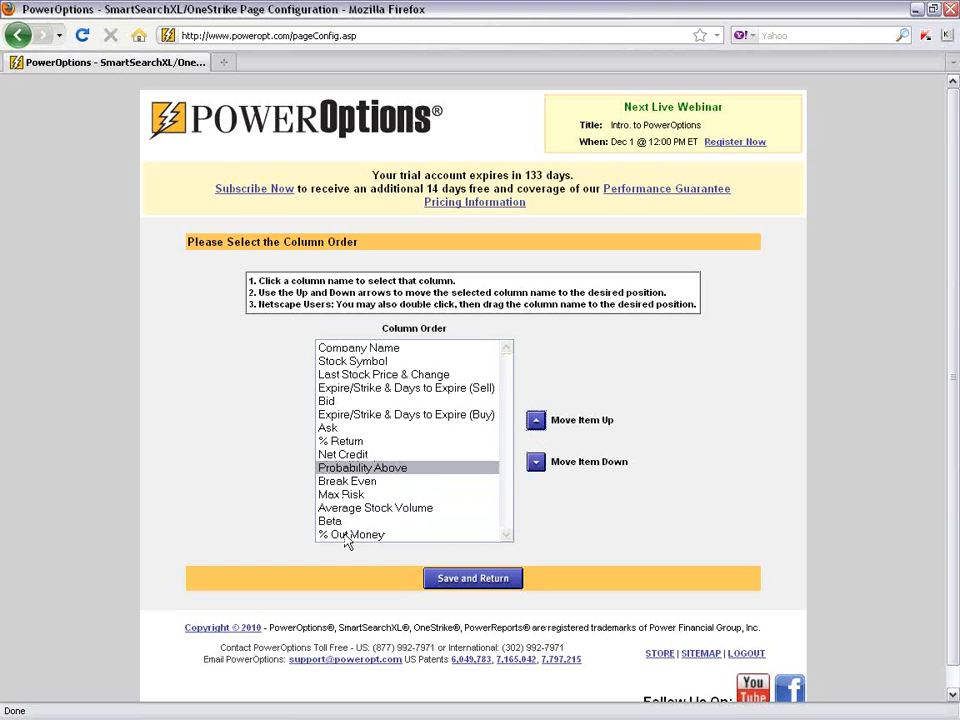 PowerOptions - SmartSearchXL/OneStrike Page Configuration - Mozilla Firefox
http://www.poweropt.com/pageConfig.asp
Yahoo
PowerOptions - SmartSearchXL/One...
POWEROptions®
Next Live Webinar
Title: Intro. to PowerOptions
When: Dec 1 @ 12:00 PM ET Register Now
Your trial account expires in 133 days.
Subscribe Now to receive an additional 14 days free and coverage of our Performance Guarantee
Pricing Information
Please Select the Column Order
1. Click a column name to select that column.
2. Use the Up and Down arrows to move the selected column name to the desired position.
3. Netscape Users: You may also double click, then drag the column name to the desired position.
Column Order
Company Name
Stock Symbol
Last Stock Price & Change
Expire/Strike & Days to Expire (Sell)
Bid
Expire/Strike & Days to Expire (Buy)
Ask
% Return
Net Credit
Probability Above
Break Even
Max Risk
Average Stock Volume
Beta
% Out Money
Move Item Up
Move Item Down
Save and Return
Copyright © 2010 - PowerOptions®, SmartSearchXL®, OneStrike®, PowerReports® are registered trademarks of Power Financial Group, Inc.
Contact PowerOptions Toll Free - US: (877) 992-7971 or International: (302) 992-7971
Email PowerOptions: support@poweropt.com US Patents 6,049,783, 7,165,042, 7,797,215
STORE | SITEMAP | LOGOUT
Follow Us On:
You Tube
f
Done